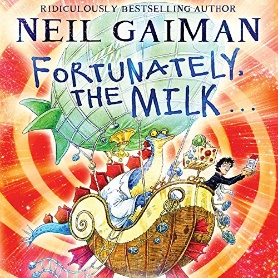 RIDICULOUSLY BESTSELLING AUTHOR
NEIL GAIMAN
FORTUNATELY,
THE MILK...